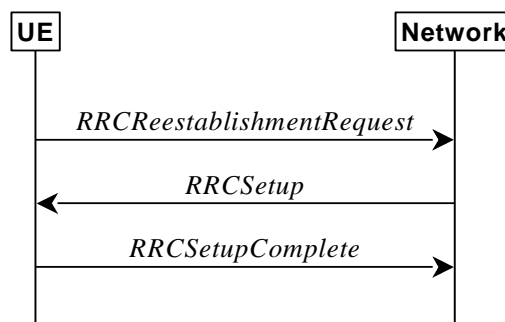 UE
Network
RRCReestablishmentRequest
RRCSetup
RRCSetupComplete